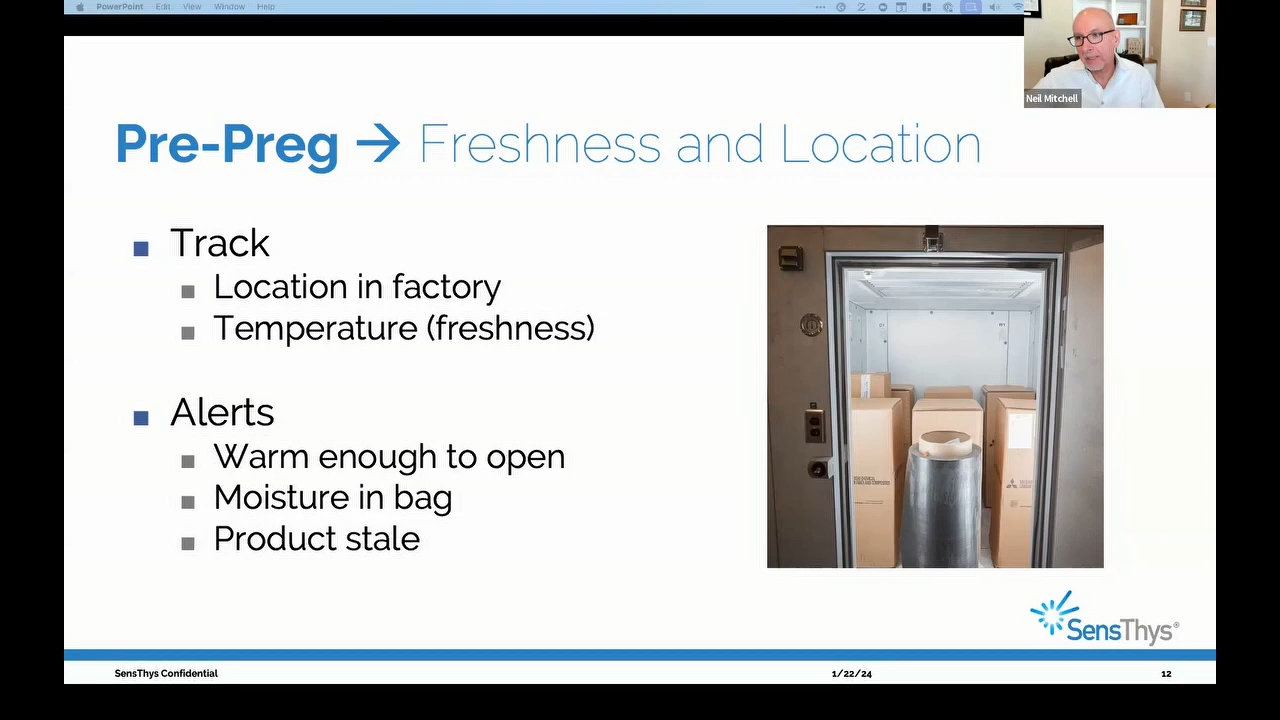 PowerPoint Edit View Window Help
Neil Mitchell
Pre-Preg → Freshness and Location
Track
Location in factory
Temperature (freshness)
Alerts
Warm enough to open
Moisture in bag
Product stale
SensThys®
SensThys Confidential
1/22/24
12